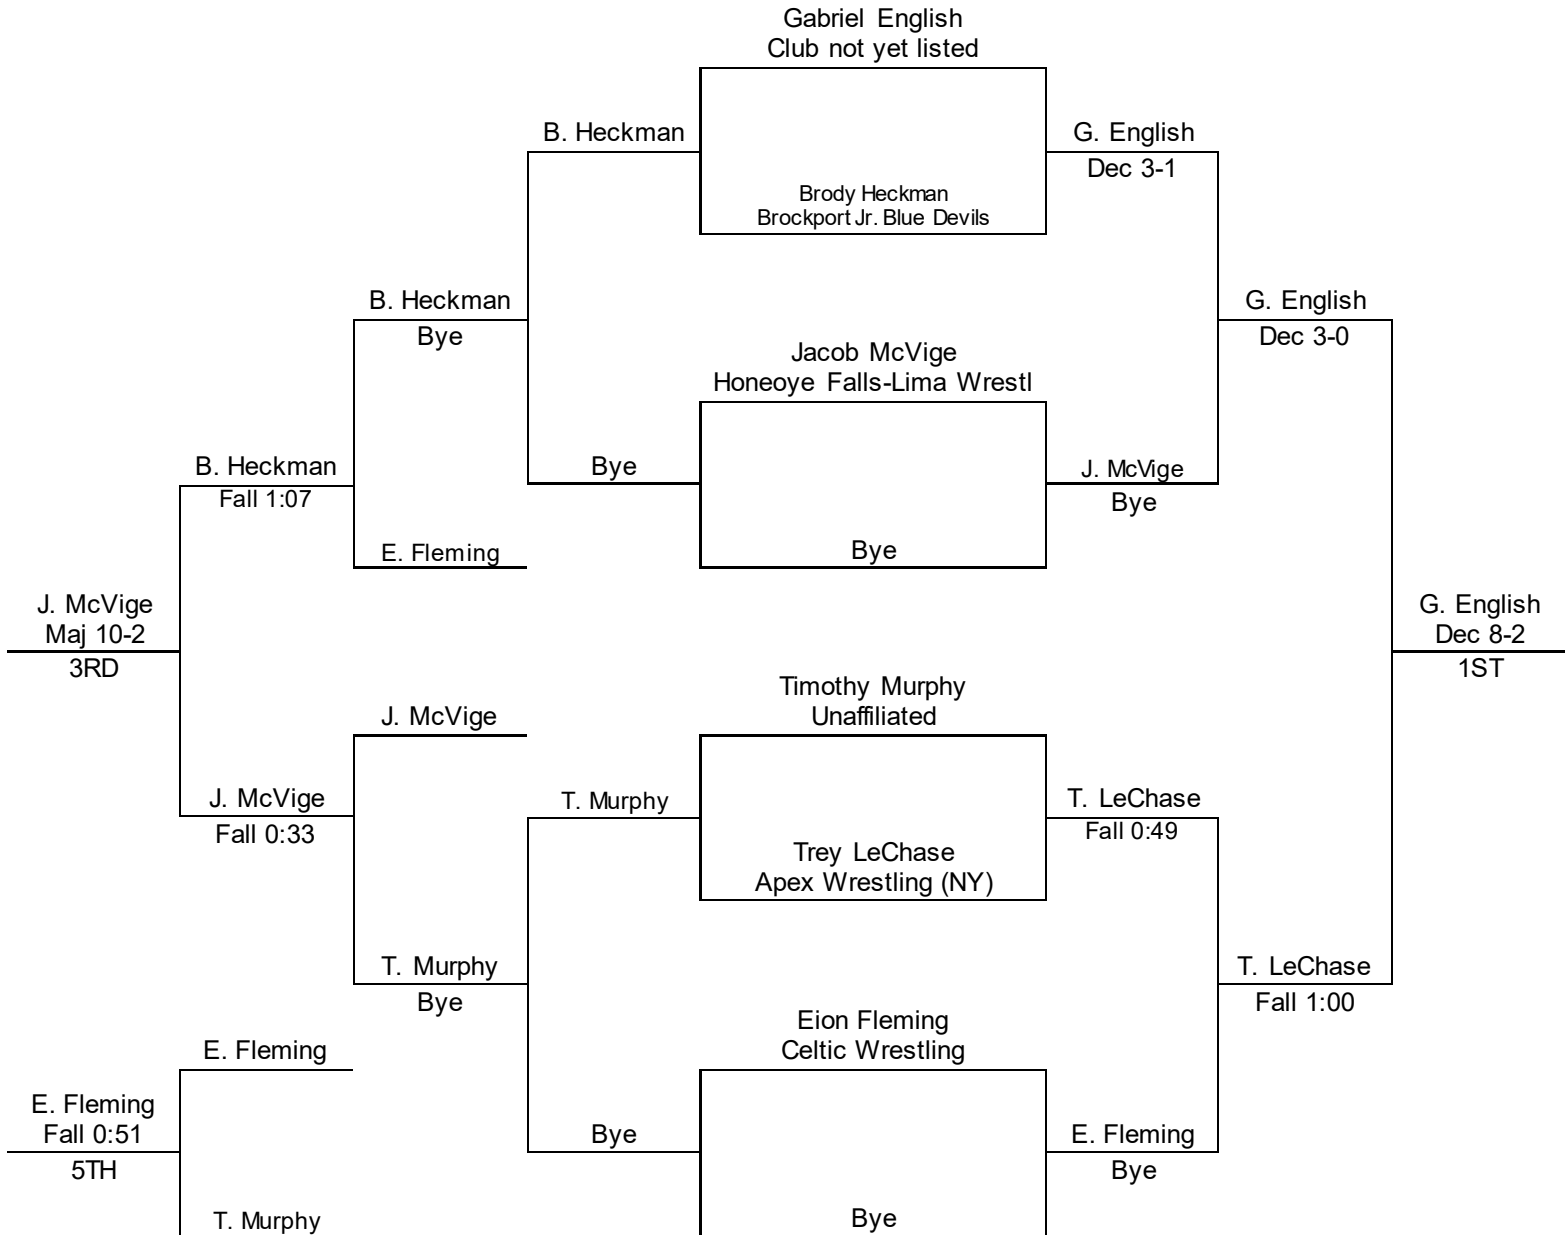 Gabriel English
Club not yet listed
B. Heckman
G. English
Dec 3-1
Brody Heckman
Brockport Jr. Blue Devils
B. Heckman
Bye
G. English
Dec 3-0
Jacob McVige
Honeoye Falls-Lima Wrestl
B. Heckman
Fall 1:07
Bye
J. McVige
Bye
E. Fleming
Bye
J. McVige
Maj 10-2
3RD
G. English
Dec 8-2
1ST
Timothy Murphy
Unaffiliated
J. McVige
J. McVige
Fall 0:33
T. Murphy
T. LeChase
Fall 0:49
Trey LeChase
Apex Wrestling (NY)
T. Murphy
Bye
T. LeChase
Fall 1:00
Eion Fleming
Celtic Wrestling
E. Fleming
E. Fleming
Fall 0:51
5TH
Bye
E. Fleming
Bye
T. Murphy
Bye